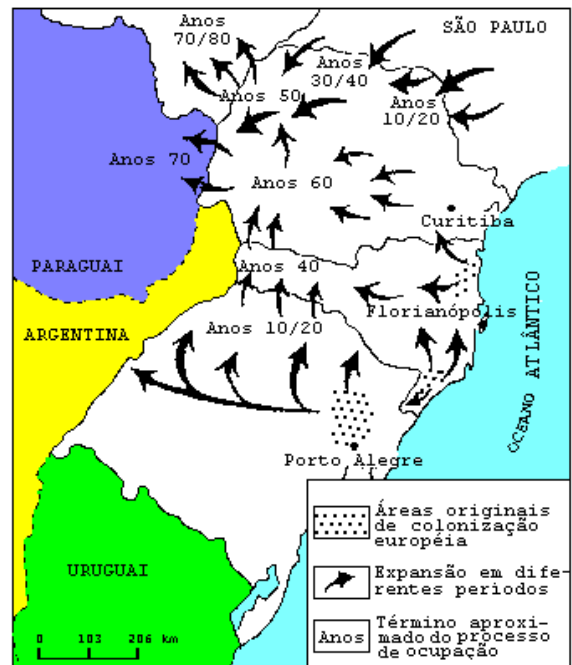 Anos
70/80
SÃO PAULO
Anos
30/40
Anos 50
Anos
10/20
Anos 70
Anos 60
Curitiba
PARAGUAI
Anos 40
Florianópolis
ARGENTINA
Anos 10/20
OCEANO ATLÂNTICO
Porto Alegre
URUGUAI
0 103 206 km
Áreas originais
de colonização
européia
Expansão em dife
rentes periodos
Anos
Término aproxi
mado do processo
de ocupação